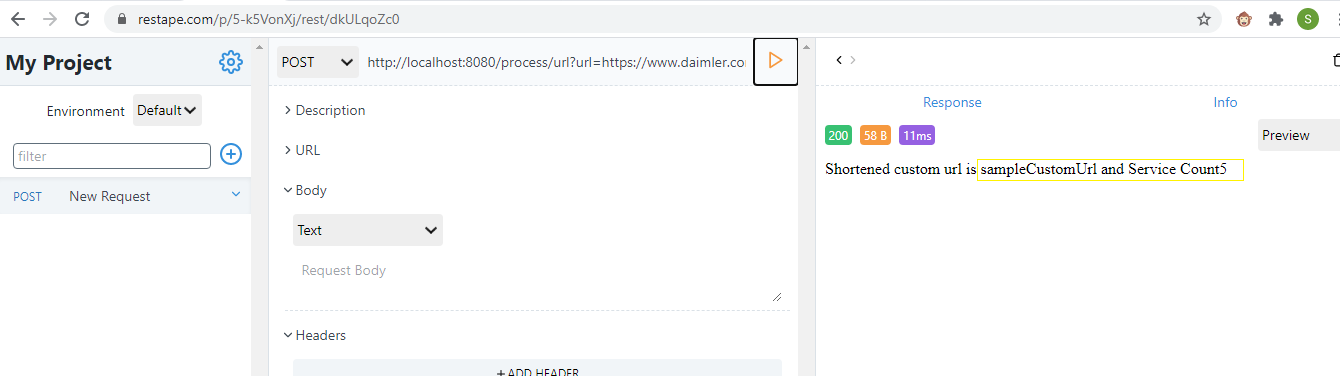 restape.com/p/5-k5VonXj/rest/dkULqoZc0
S
My Project
Environment Default
filter
POST New Request
POST http://localhost:8080/process/url?url=https://www.daimler.co
Description
URL
Body
Text
Request Body
Headers
+ ADD HEADER
Response Info
200 58 B 11ms
Preview
Shortened custom url is sampleCustomUrl and Service Count5